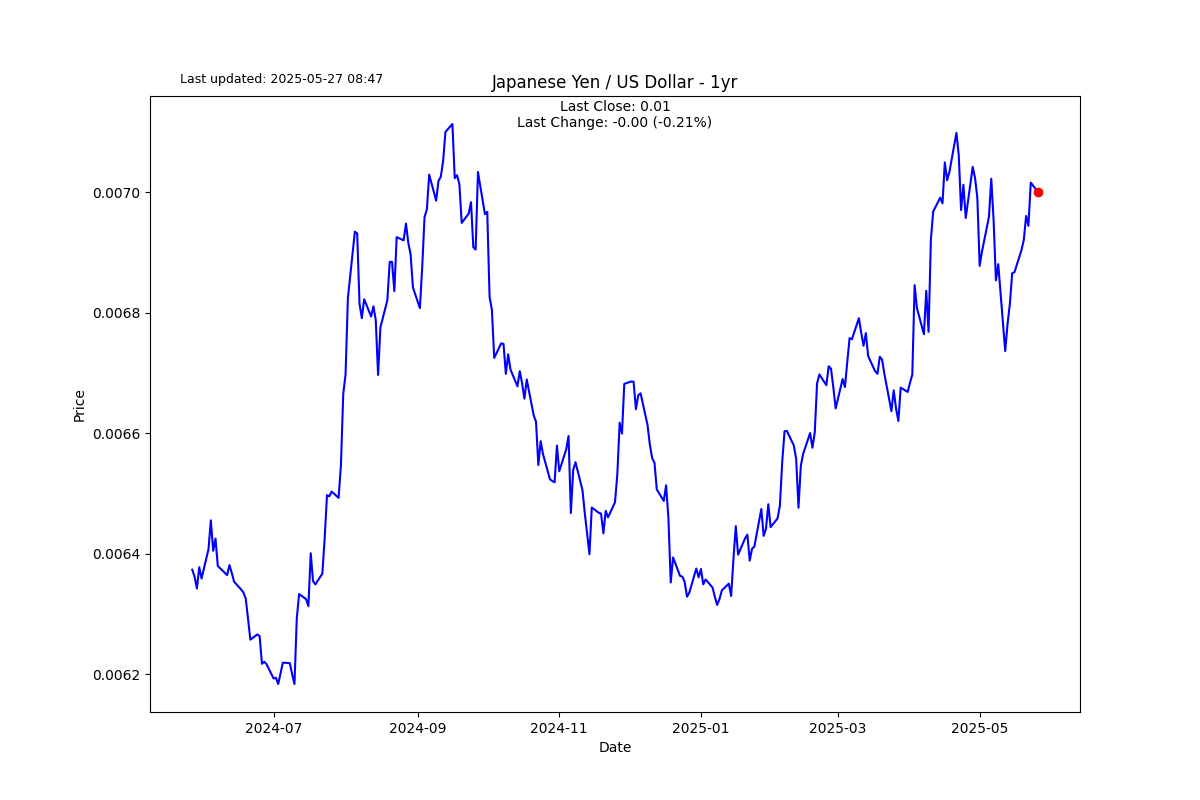 Last updated: 2025-05-27 08:47
Japanese Yen / US Dollar - 1yr
Last Close: 0.01
Last Change: -0.00 (-0.21%)
Price
0.0070
0.0068
0.0066
0.0064
0.0062
2024-07 2024-09 2024-11 2025-01 2025-03 2025-05
Date